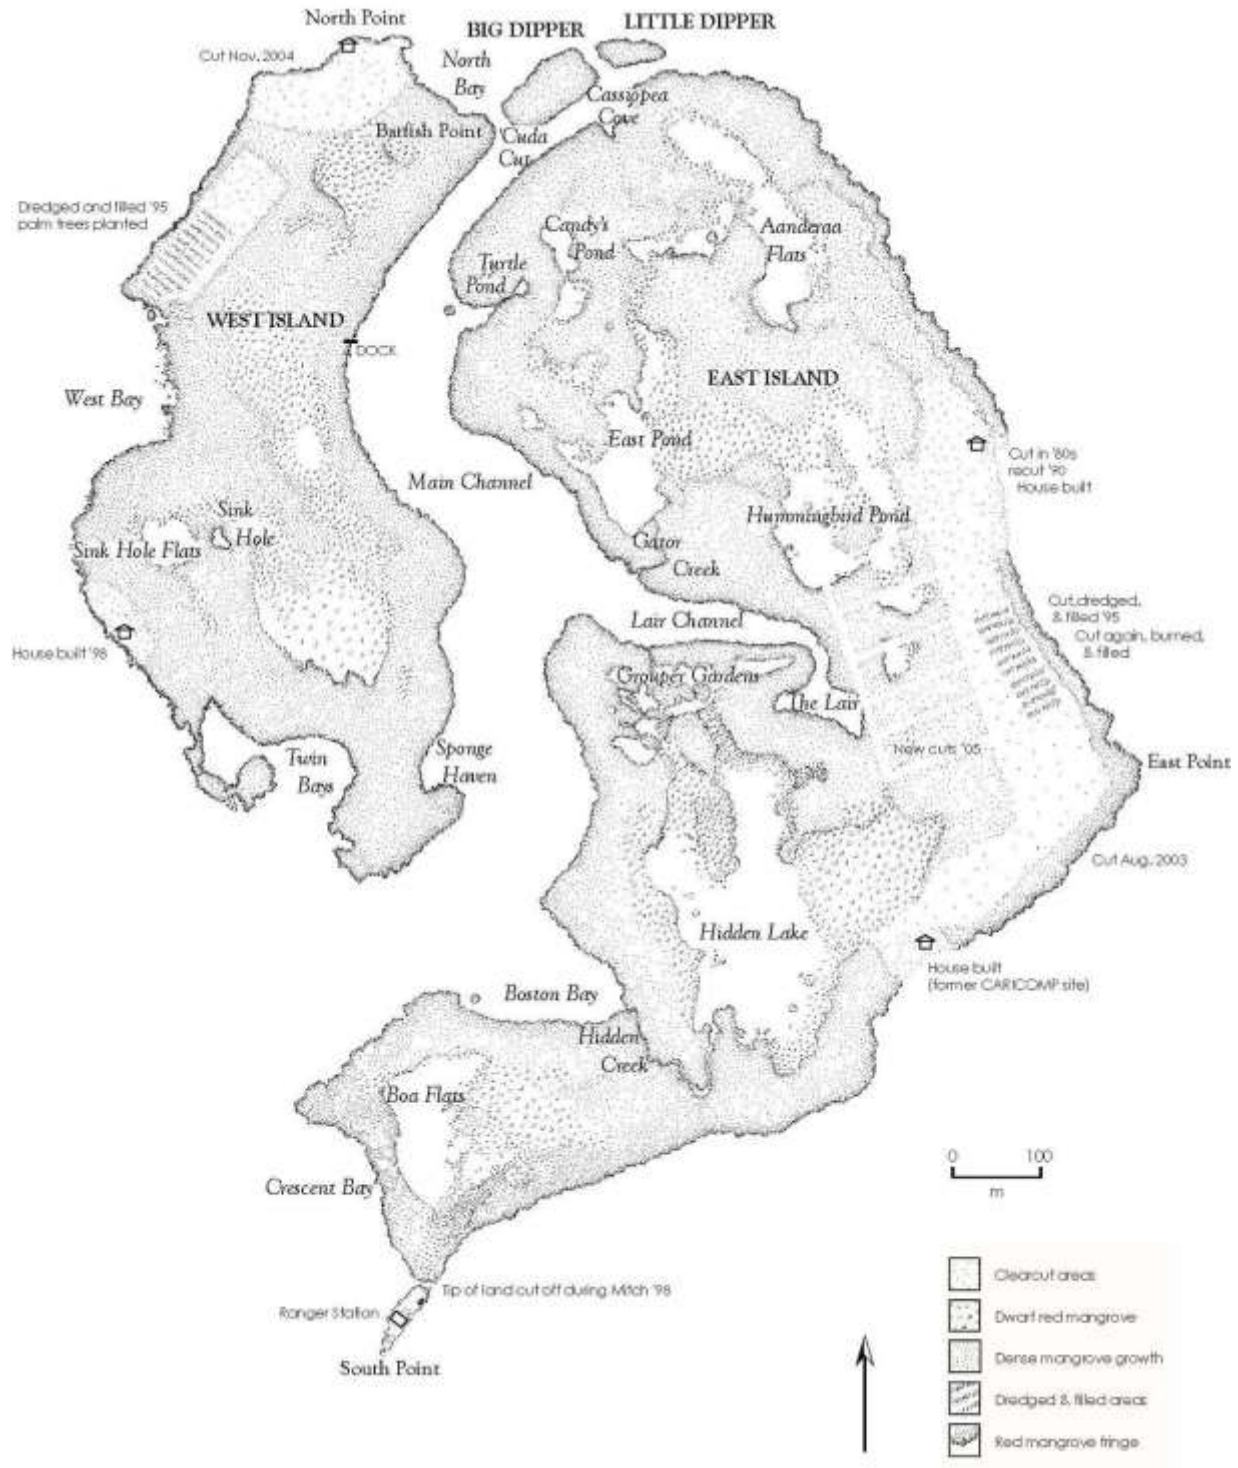 North Point
BIG DIPPER
LITTLE DIPPER
Cut Nov. 2004
North
Bay
Cassiopea
Cove
Batfish Point
'Cuda
Cut
Dredged and filled '95
palm trees planted
Candy's
Pond
Aanderaa
Flats
Turtle
Pond
WEST ISLAND
DOCK
EAST ISLAND
West Bay
East Pond
Cut in '80s
recut '90
House built
Main Channel
Sink
Hole
Hummingbird Pond
Sink Hole Flats
Gator
Creek
Cut, dredged,
& filled '95
Cut again, burned,
& filled
Lair Channel
House built '98
Grouper Gardens
The Lair
New cuts '05
Twin
Bays
Sponge
Haven
East Point
Cut Aug. 2003
Hidden Lake
House built
(former CARICOMP site)
Boston Bay
Hidden
Creek
Boa Flats
Crescent Bay
0 100
m
Tip of land cut off during Mitch '98
Ranger Station
South Point
Clearcut areas
Dwarf red mangrove
Dense mangrove growth
Dredged & filled areas
Red mangrove fringe